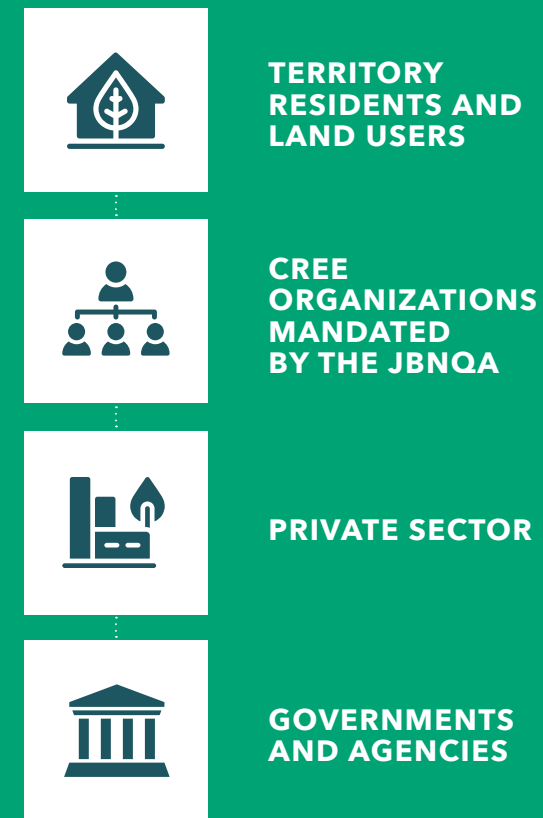 TERRITORY
RESIDENTS AND
LAND USERS
CREE
ORGANIZATIONS
MANDATED
BY THE JBNQA
PRIVATE SECTOR
GOVERNMENTS
AND AGENCIES